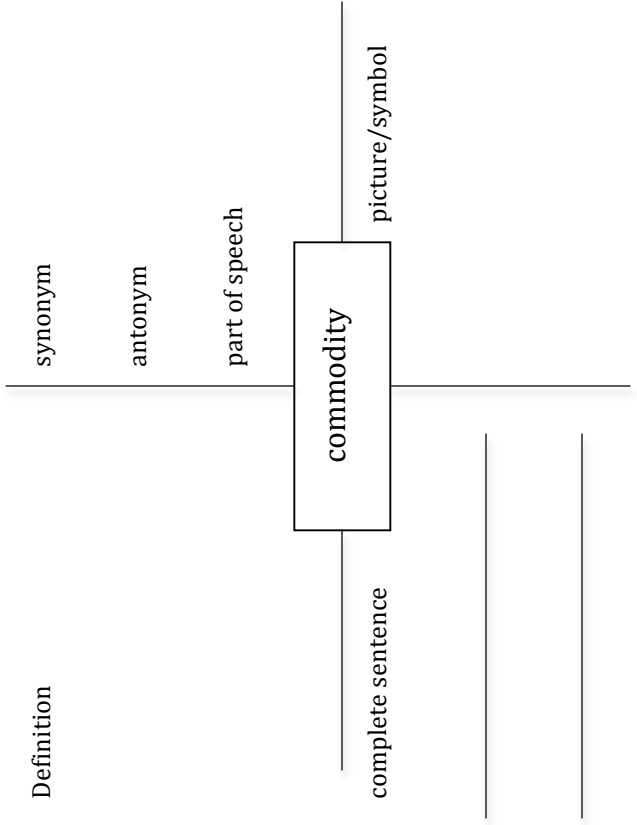 Definition
synonym
antonym
part of speech
commodity
complete sentence
picture/symbol